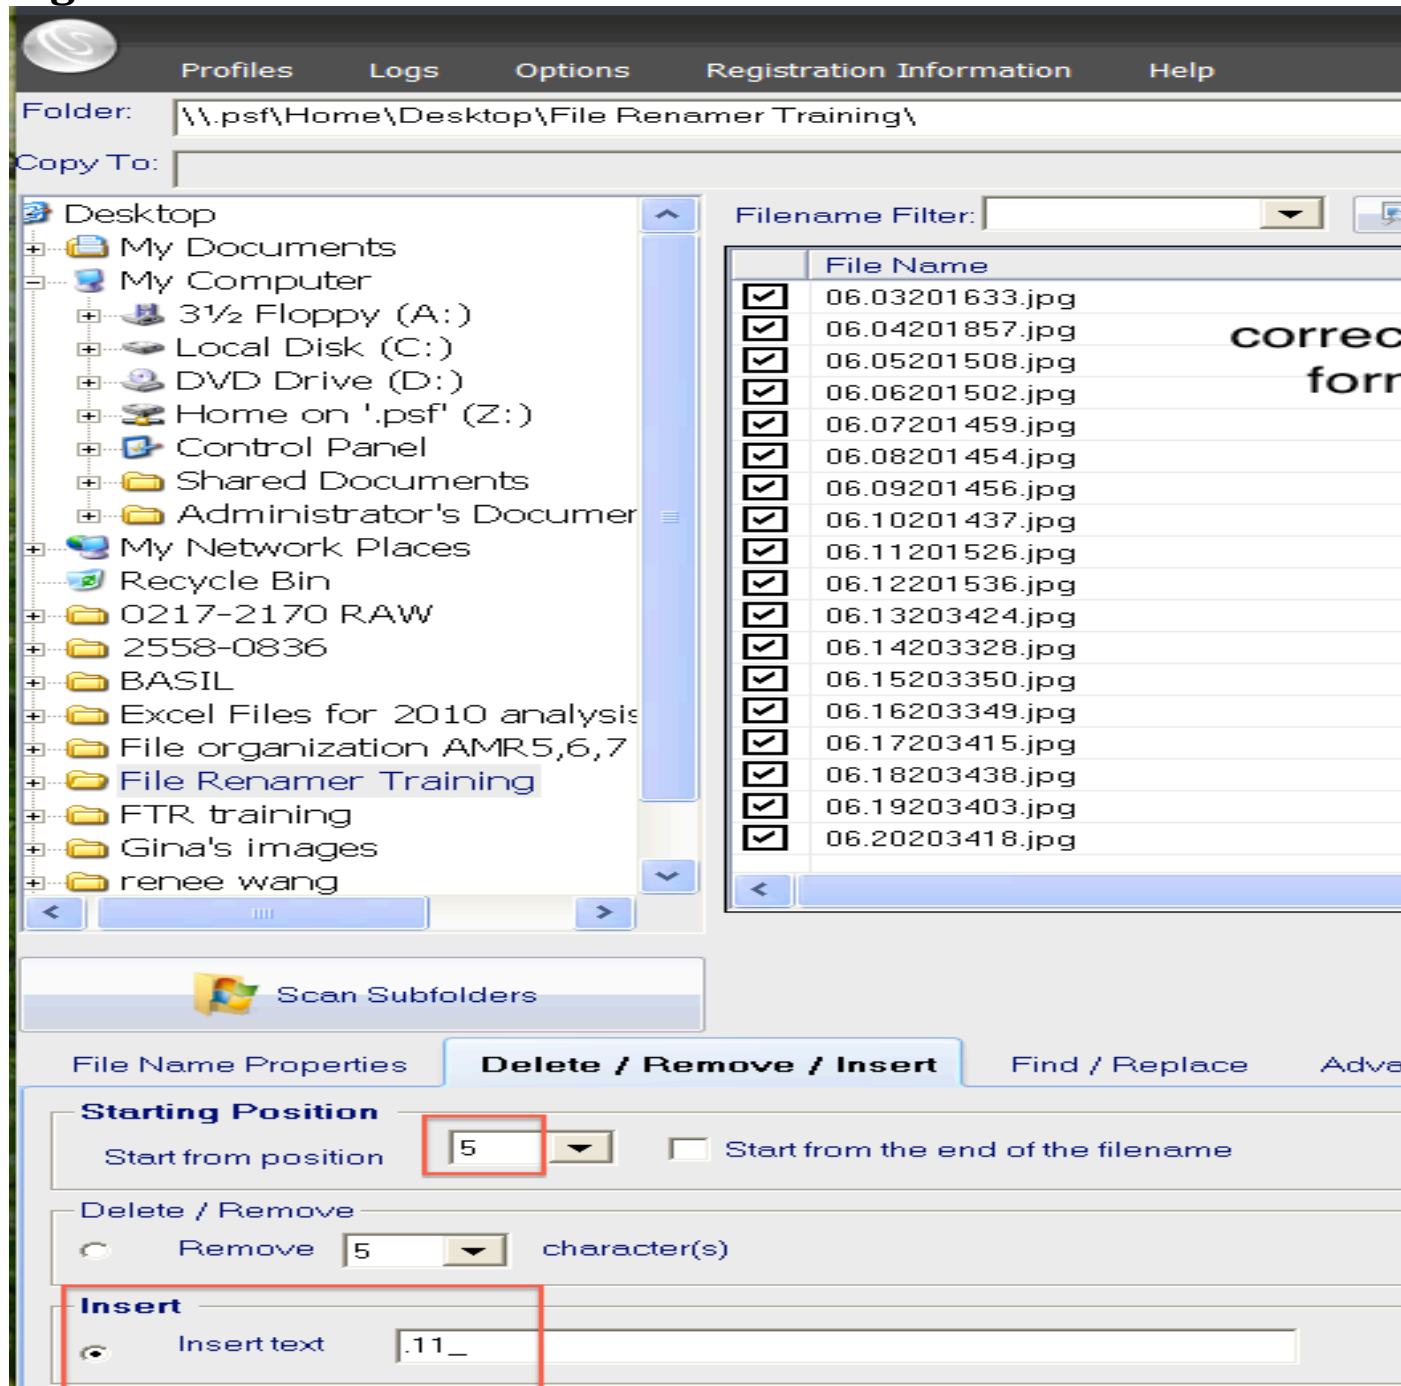 Profiles Logs Options Registration Information Help
Folder: \\.psf\Home\Desktop\File Renamer Training\
Copy To:
Desktop
My Documents
My Computer
3½ Floppy (A:)
Local Disk (C:)
DVD Drive (D:)
Home on '.psf' (Z:)
Control Panel
Shared Documents
Administrator's Documer
My Network Places
Recycle Bin
0217-2170 RAW
2558-0836
BASIL
Excel Files for 2010 analysis
File organization AMR5,6,7
File Renamer Training
FTR training
Gina's images
renee wang
Scan Subfolders
Filename Filter:
File Name
06.03201633.jpg
06.04201857.jpg
06.05201508.jpg
06.06201502.jpg
06.07201459.jpg
06.08201454.jpg
06.09201456.jpg
06.10201437.jpg
06.11201526.jpg
06.12201536.jpg
06.13203424.jpg
06.14203328.jpg
06.15203350.jpg
06.16203349.jpg
06.17203415.jpg
06.18203438.jpg
06.19203403.jpg
06.20203418.jpg
correc
for
File Name Properties Delete / Remove / Insert Find / Replace Adva
Starting Position
Start from position 5 Start from the end of the filename
Delete / Remove
Remove 5 character(s)
Insert
Insert text .11_